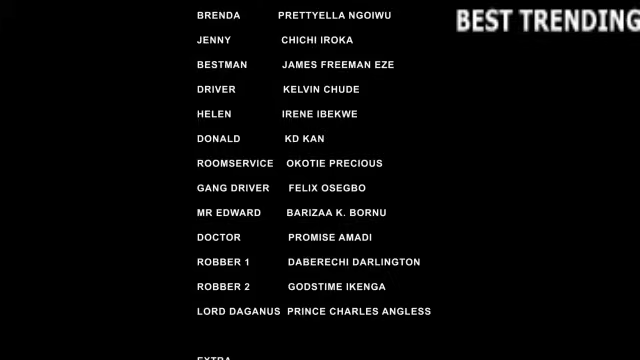 BEST TRENDING
BRENDA PRETTYELLA NGOIWU
JENNY CHICHI IROKA
BESTMAN JAMES FREEMAN EZE
DRIVER KELVIN CHUDE
HELEN IRENE IBEKWE
DONALD KD KAN
ROOMSERVICE OKOTIE PRECIOUS
GANG DRIVER FELIX OSEGBO
MR EDWARD BARIZAA K. BORNU
DOCTOR PROMISE AMADI
ROBBER 1 DABERECHI DARLINGTON
ROBBER 2 GODSTIME IKENGA
LORD DAGANUS PRINCE CHARLES ANGLESS
EXTRA